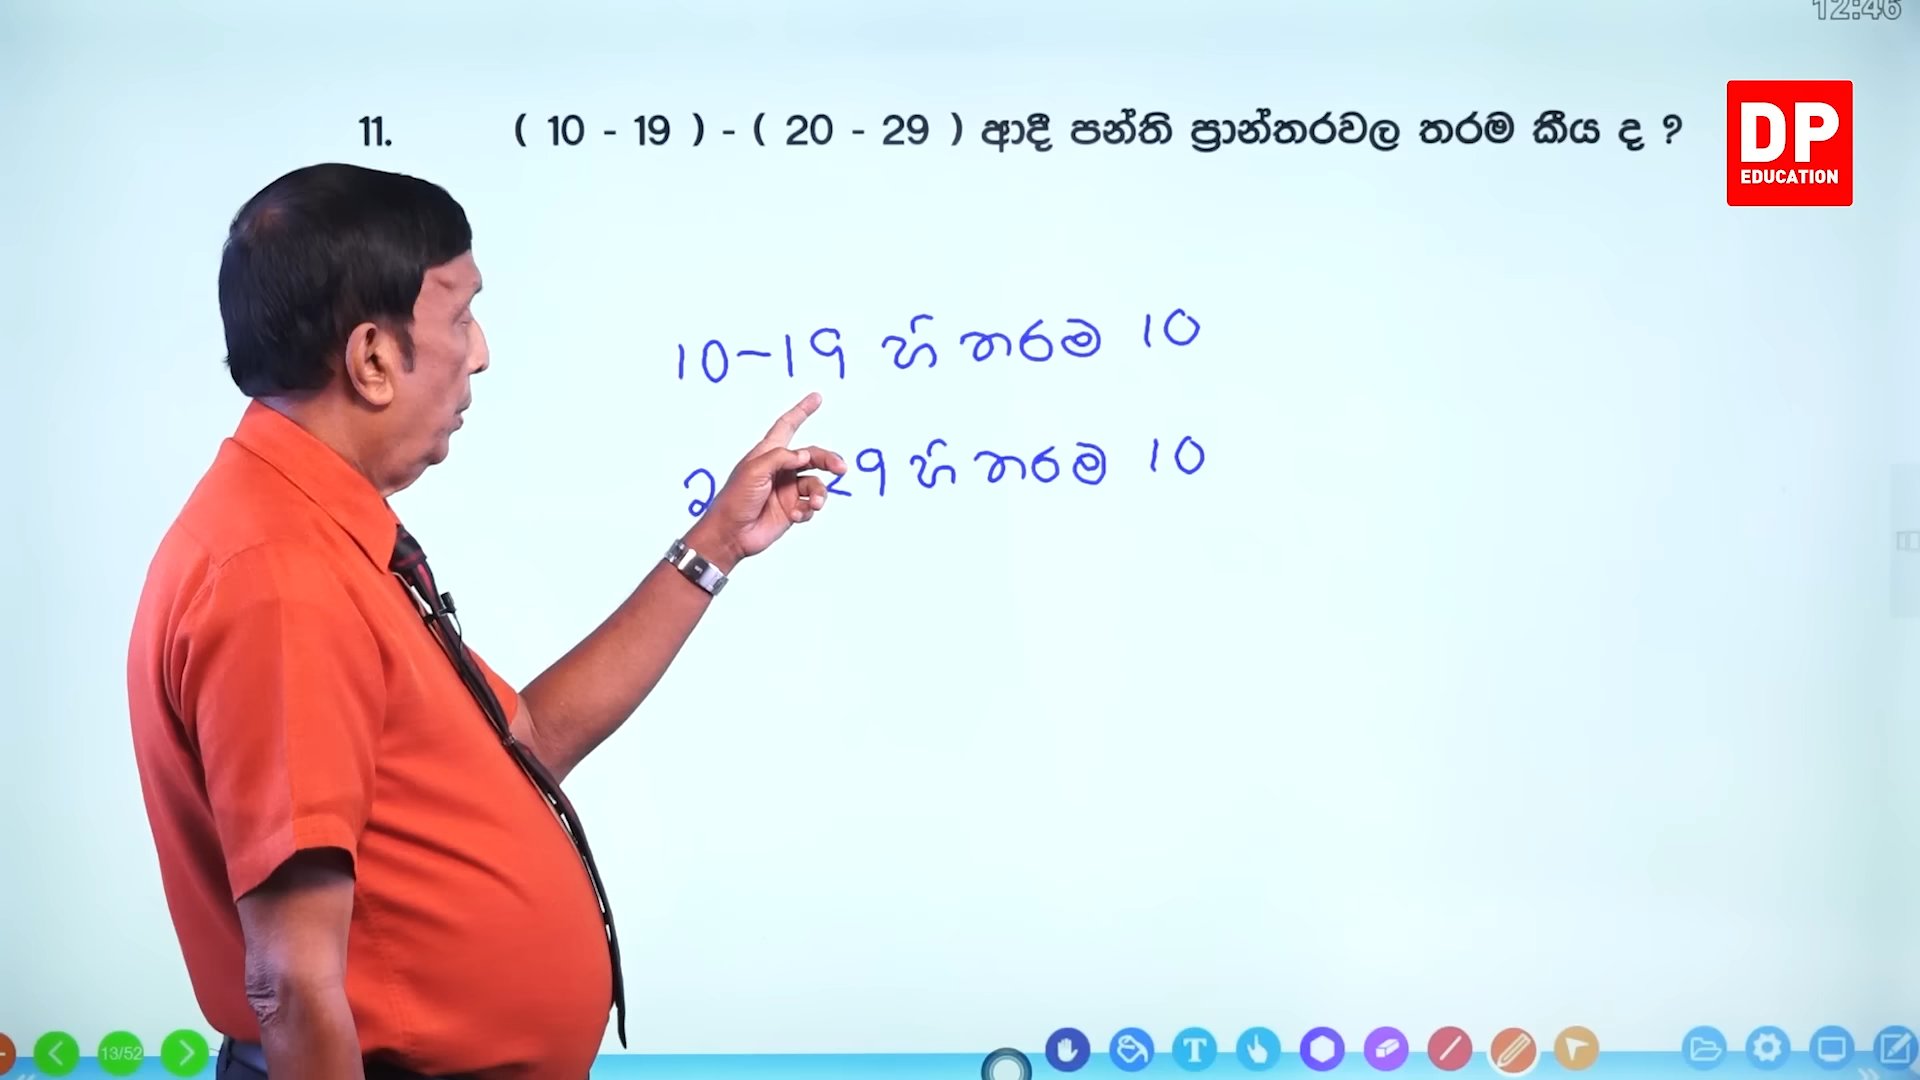 12:46
11. ( 10 - 19 ) - ( 20 - 29 ) ආදී පන්ති ප්‍රාන්තරවල තරම කීය ද ?
DP
EDUCATION
10-19 හි තරම 10
2 29 හි තරම 10
13/52
T